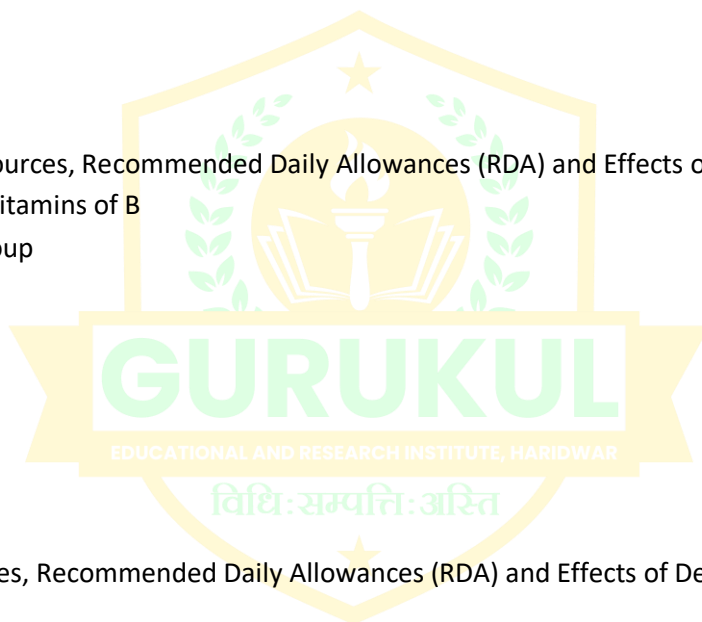 ources, Recommended Daily Allowances (RDA) and Effects o
itamins of B
oup
GURUKUL
EDUCATIONAL AND RESEARCH INSTITUTE, HARIDWAR
विधिःसम्पत्तिःअस्ति
es, Recommended Daily Allowances (RDA) and Effects of De